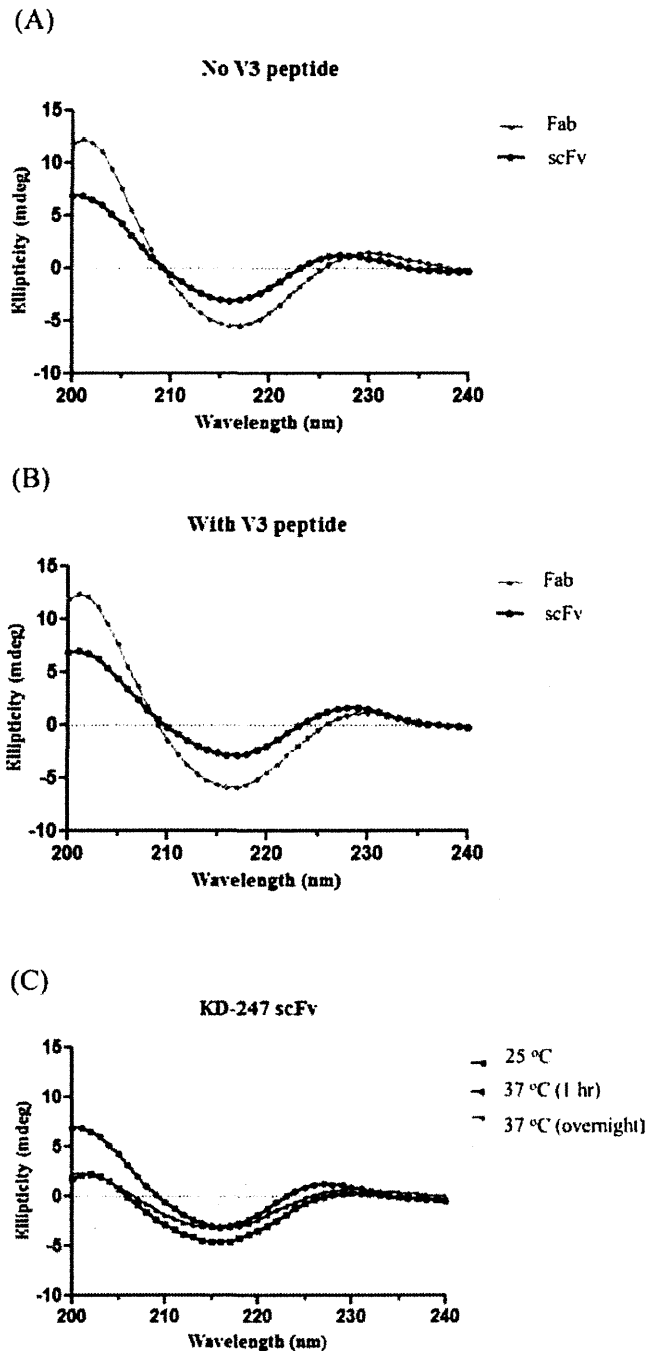 (A)
No V3 peptide
15
10
5
0
-5
-10
Ellipticity (mdeg)
200 210 220 230 240
Wavelength (nm)
Fab
scFv
(B)
With V3 peptide
15
10
5
0
-5
-10
Ellipticity (mdeg)
200 210 220 230 240
Wavelength (nm)
Fab
scFv
(C)
KD-247 scFv
15
10
5
0
-5
-10
Ellipticity (mdeg)
200 210 220 230 240
Wavelength (nm)
25 °C
37 °C (1 hr)
37 °C (overnight)